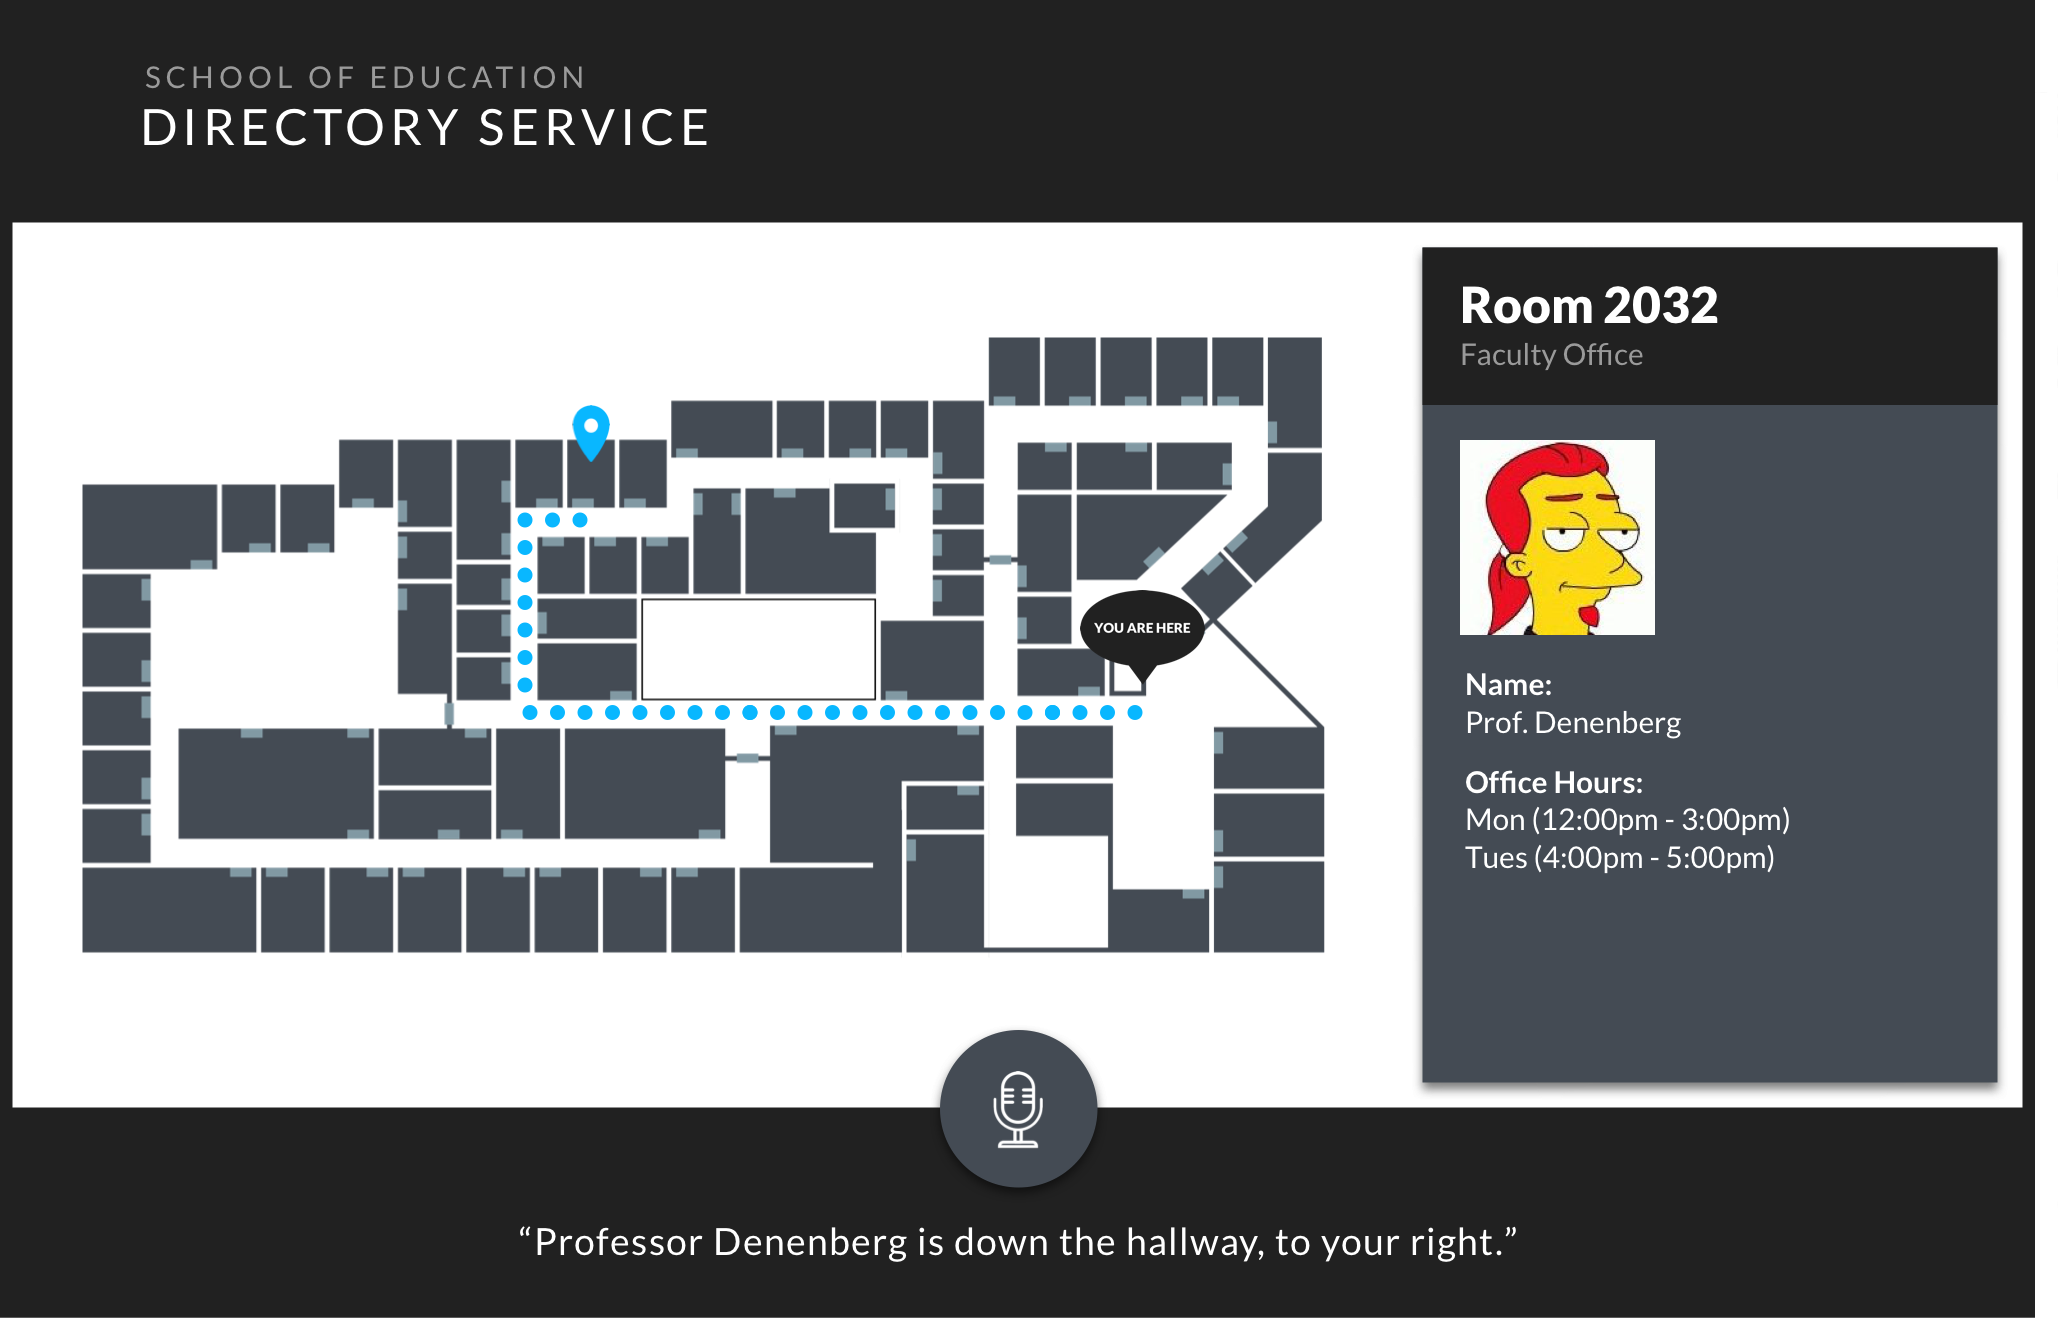 SCHOOL OF EDUCATION
DIRECTORY SERVICE
YOU ARE HERE
Room 2032
Faculty Office
Name:
Prof. Denenberg
Office Hours:
Mon (12:00pm - 3:00pm)
Tues (4:00pm - 5:00pm)
“Professor Denenberg is down the hallway, to your right.”